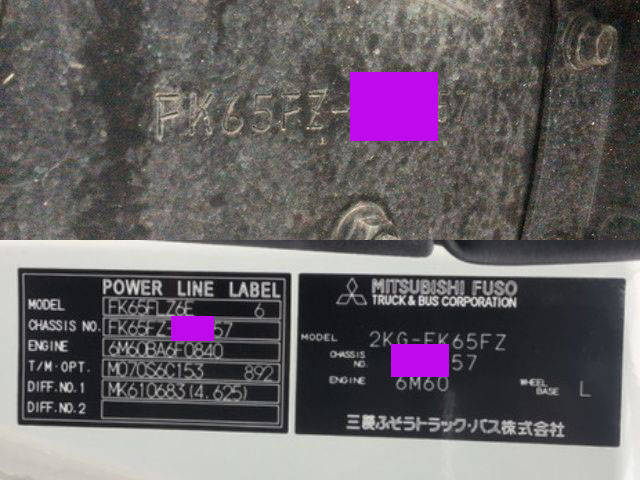 FK65FZ- 57
POWER LINE LABEL
MODEL FK65FLZ6E 6
CHASSIS NO. FK65FZ- 57
ENGINE 6M60BA6F0840
T/M·OPT. M070S6C153 892
DIFF.NO.1 MK610683(4.625)
DIFF.NO.2
MITSUBISHI FUSO
TRUCK & BUS CORPORATION
MODEL 2KG-FK65FZ
CHASSIS NO. 57
ENGINE 6M60 WHEEL BASE L
三菱ふそうトラック・バス株式会社